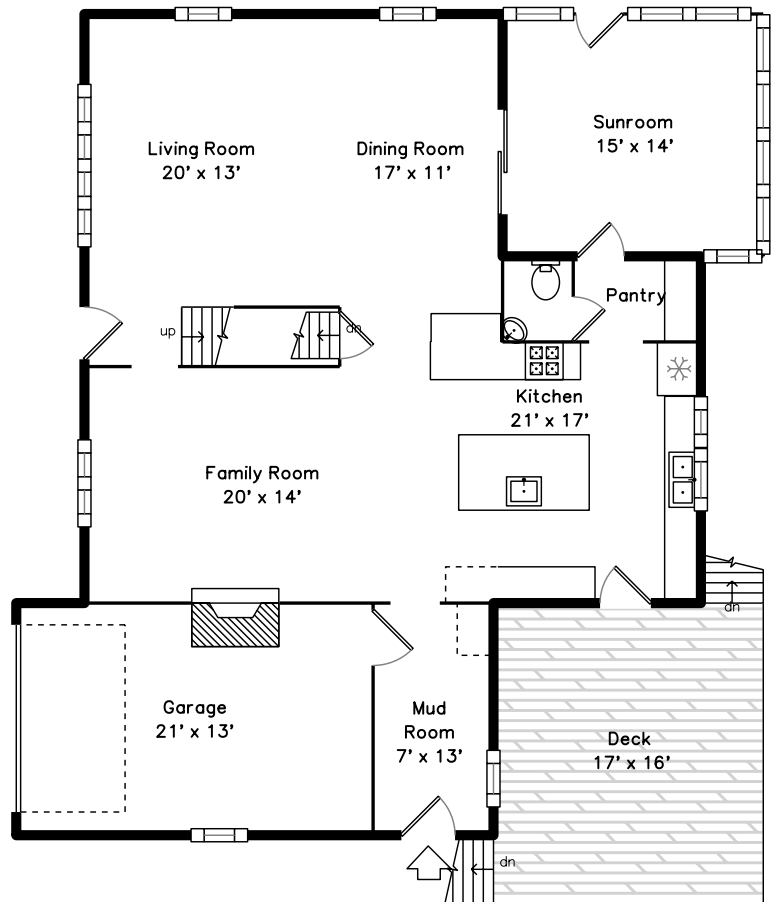 Sunroom
15' x 14'
Living Room
20' x 13'
Dining Room
17' x 11'
Pantry
up
dn
Kitchen
21' x 17'
Family Room
20' x 14'
dn
Garage
21' x 13'
Mud
Room
7' x 13'
Deck
17' x 16'
dn